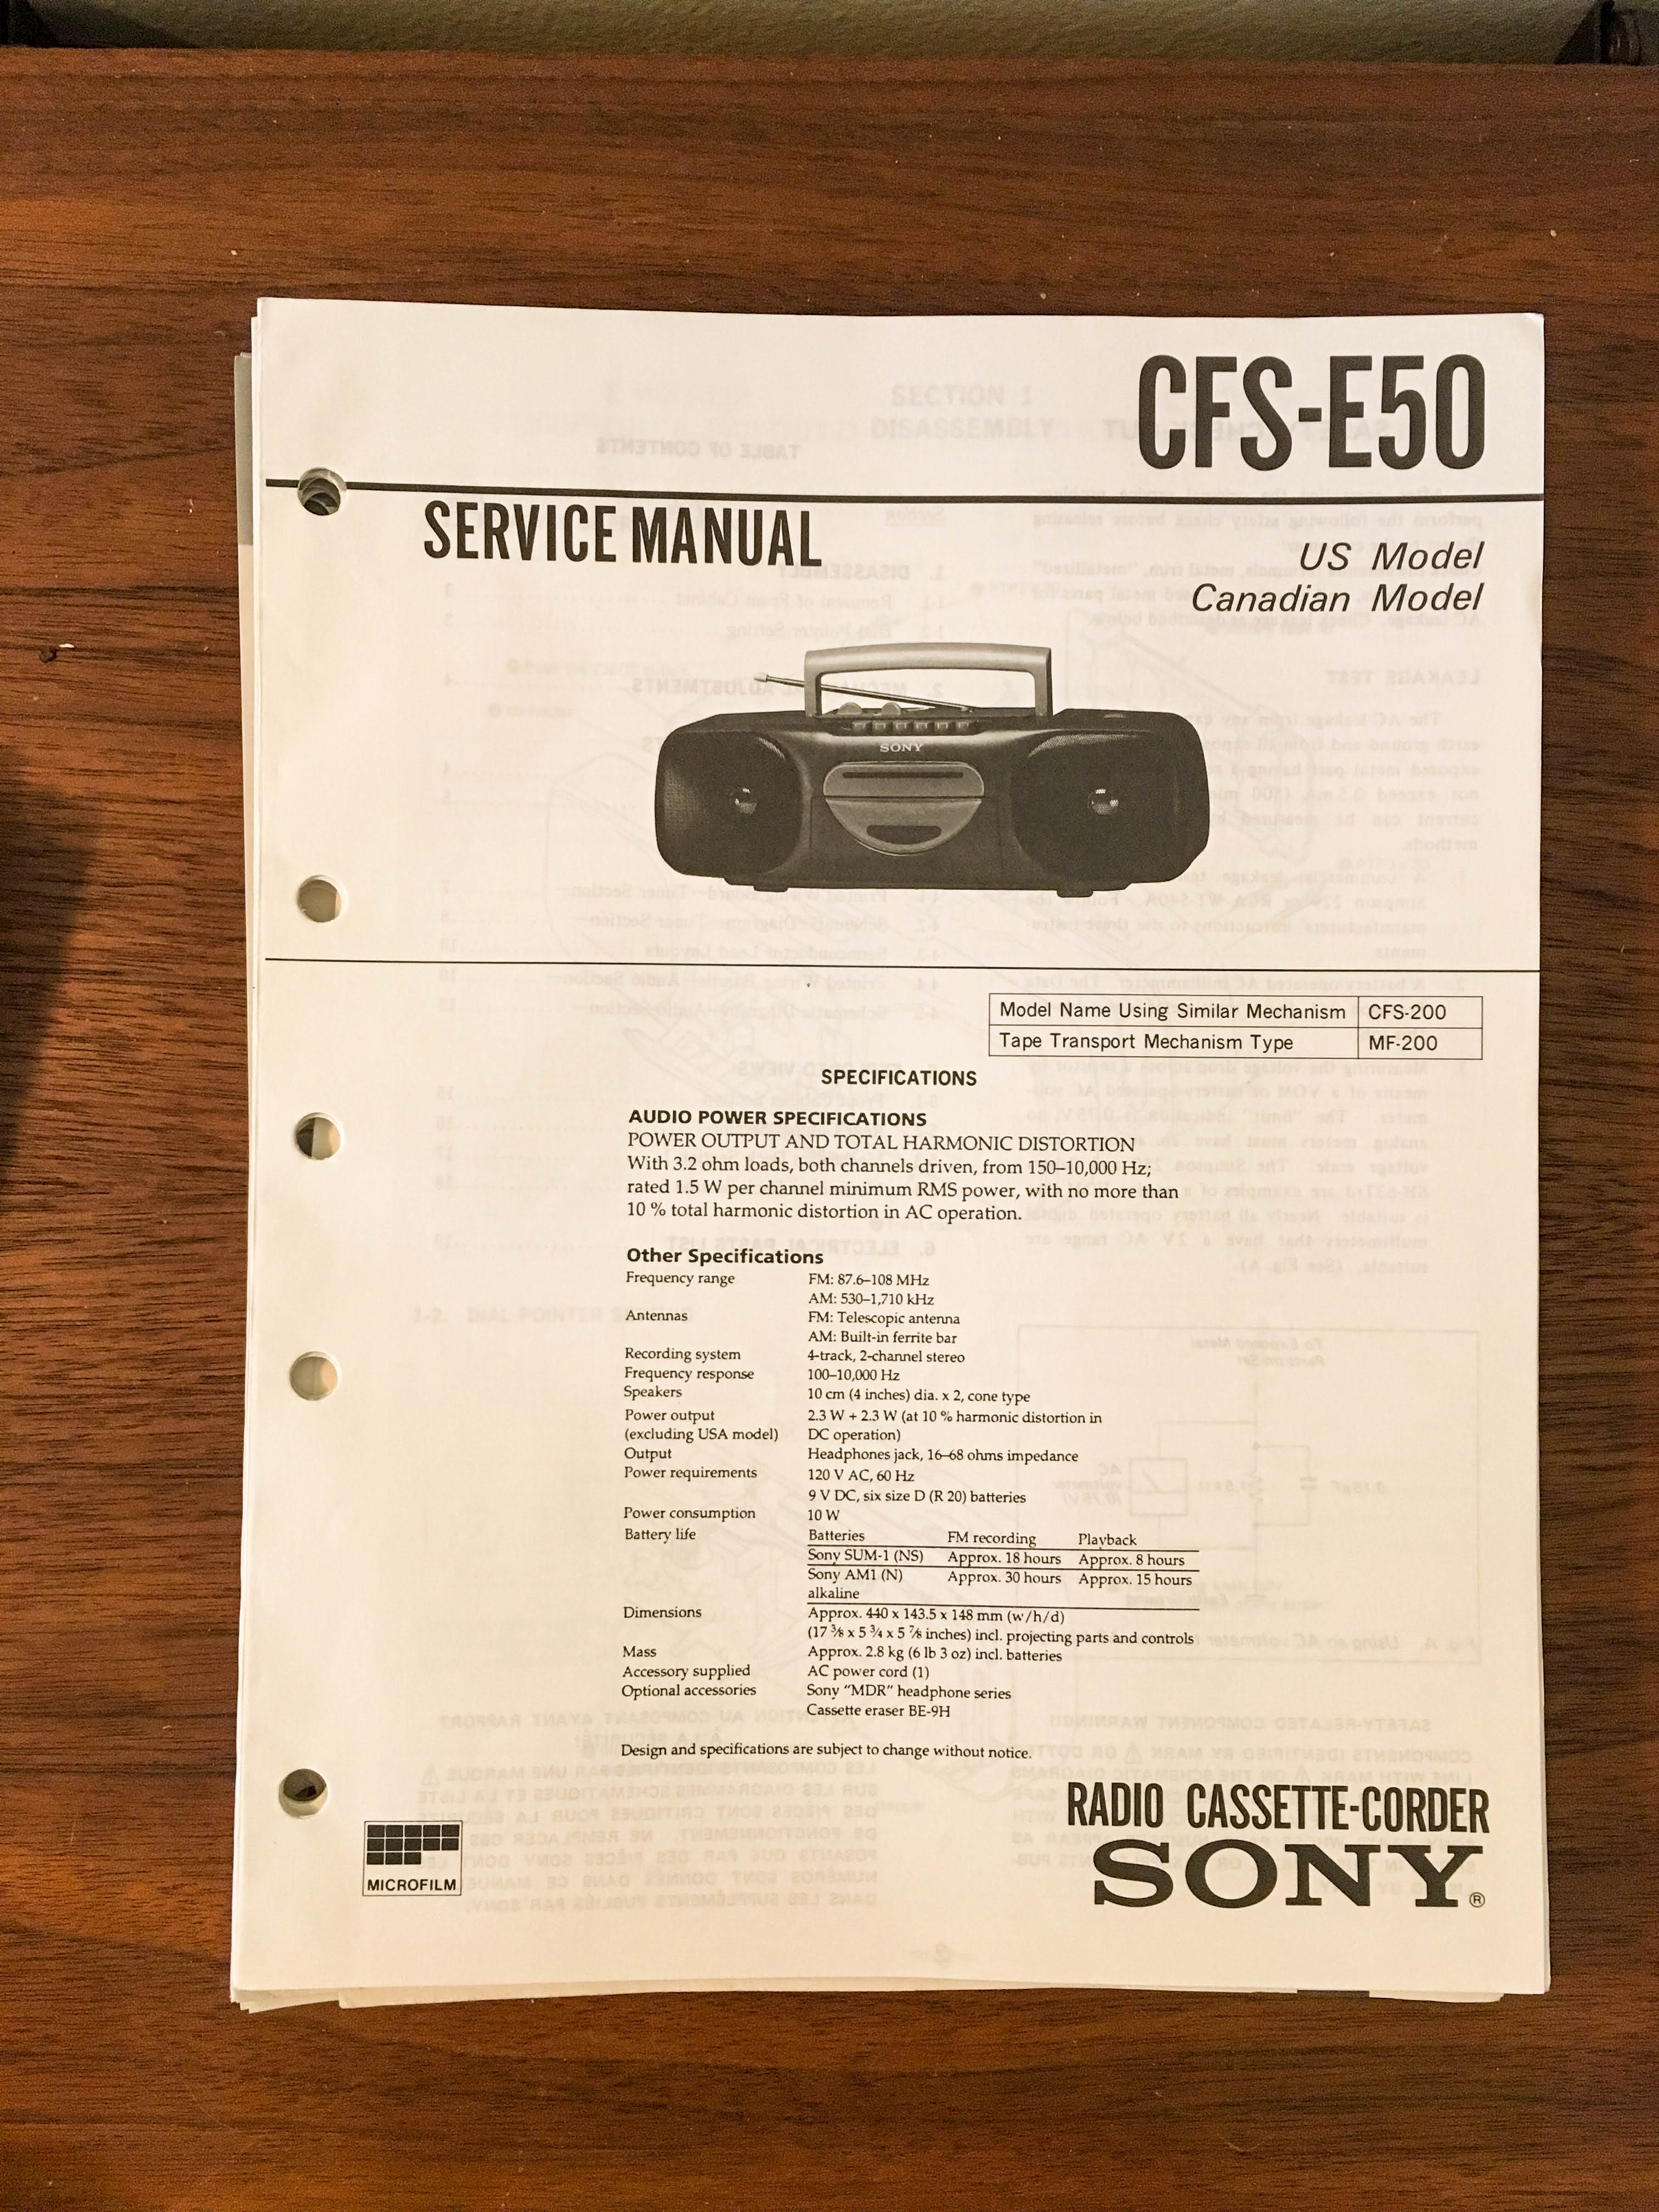 CFS-E50
SERVICE MANUAL
US Model
Canadian Model
SONY
Model Name Using Similar Mechanism CFS-200
Tape Transport Mechanism Type MF-200
SPECIFICATIONS
AUDIO POWER SPECIFICATIONS
POWER OUTPUT AND TOTAL HARMONIC DISTORTION
With 3.2 ohm loads, both channels driven, from 150–10,000 Hz;
rated 1.5 W per channel minimum RMS power, with no more than
10 % total harmonic distortion in AC operation.
Other Specifications
Frequency range FM: 87.6–108 MHz
AM: 530–1,710 kHz
Antennas FM: Telescopic antenna
AM: Built-in ferrite bar
Recording system 4-track, 2-channel stereo
Frequency response 100–10,000 Hz
Speakers 10 cm (4 inches) dia. x 2, cone type
Power output 2.3 W + 2.3 W (at 10 % harmonic distortion in
(excluding USA model) DC operation)
Output Headphones jack, 16–68 ohms impedance
Power requirements 120 V AC, 60 Hz
9 V DC, six size D (R 20) batteries
Power consumption 10 W
Battery life Batteries FM recording Playback
Sony SUM-1 (NS) Approx. 18 hours Approx. 8 hours
Sony AM1 (N) Approx. 30 hours Approx. 15 hours
alkaline
Dimensions Approx. 440 x 143.5 x 148 mm (w/h/d)
(17 3/8 x 5 3/4 x 5 7/8 inches) incl. projecting parts and controls
Mass Approx. 2.8 kg (6 lb 3 oz) incl. batteries
Accessory supplied AC power cord (1)
Optional accessories Sony “MDR” headphone series
Cassette eraser BE-9H
Design and specifications are subject to change without notice.
RADIO CASSETTE-CORDER
SONY®
MICROFILM